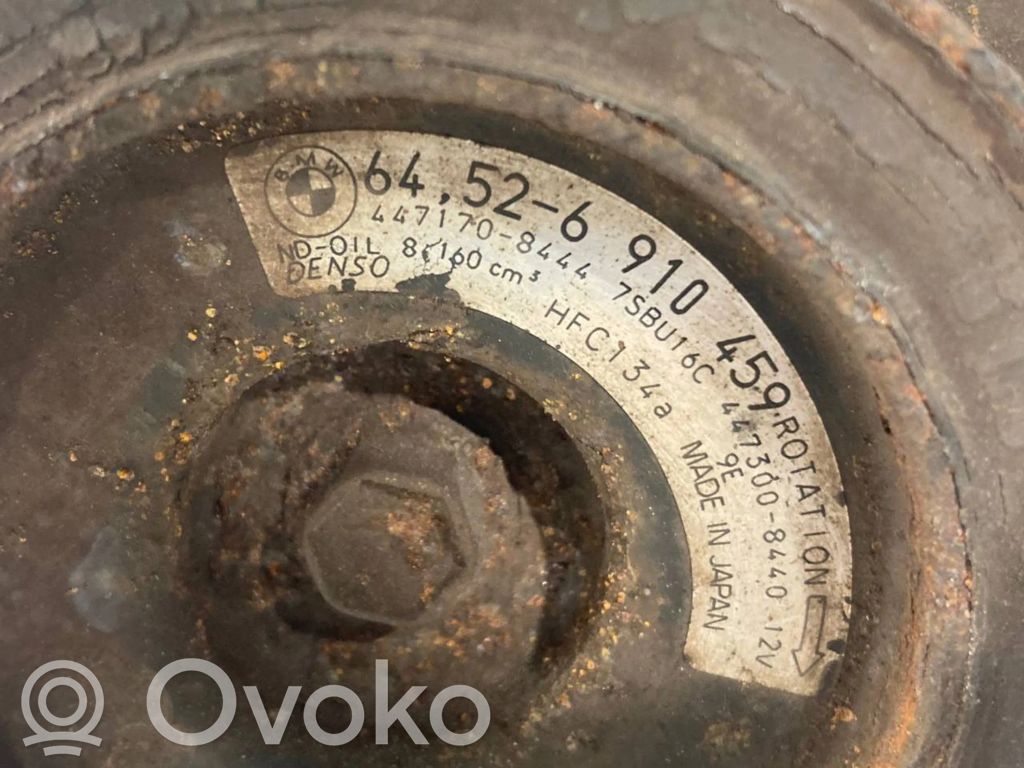 BMW 64.52-6 910 459 ROTATION
447170-8444 7SBU16C 447300-8440 12V
ND-OIL 8 160 cm³ HFC134a 9E
DENSO MADE IN JAPAN
Ovoko